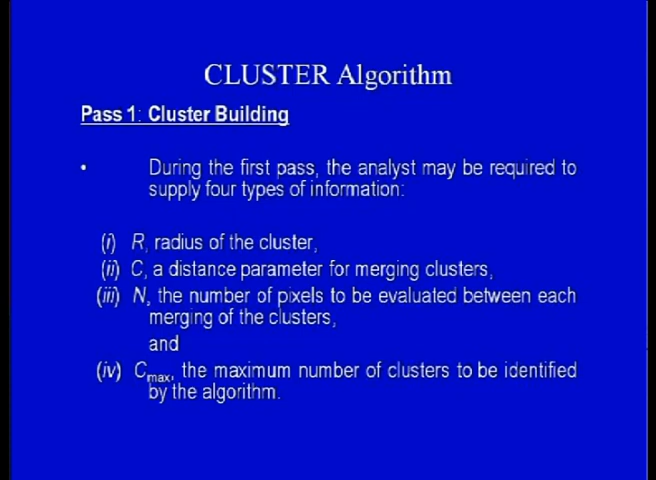 CLUSTER Algorithm
Pass 1: Cluster Building
• During the first pass, the analyst may be required to
supply four types of information:
(i) R, radius of the cluster,
(ii) C, a distance parameter for merging clusters,
(iii) N, the number of pixels to be evaluated between each
merging of the clusters,
and
(iv) Cmax, the maximum number of clusters to be identified
by the algorithm.